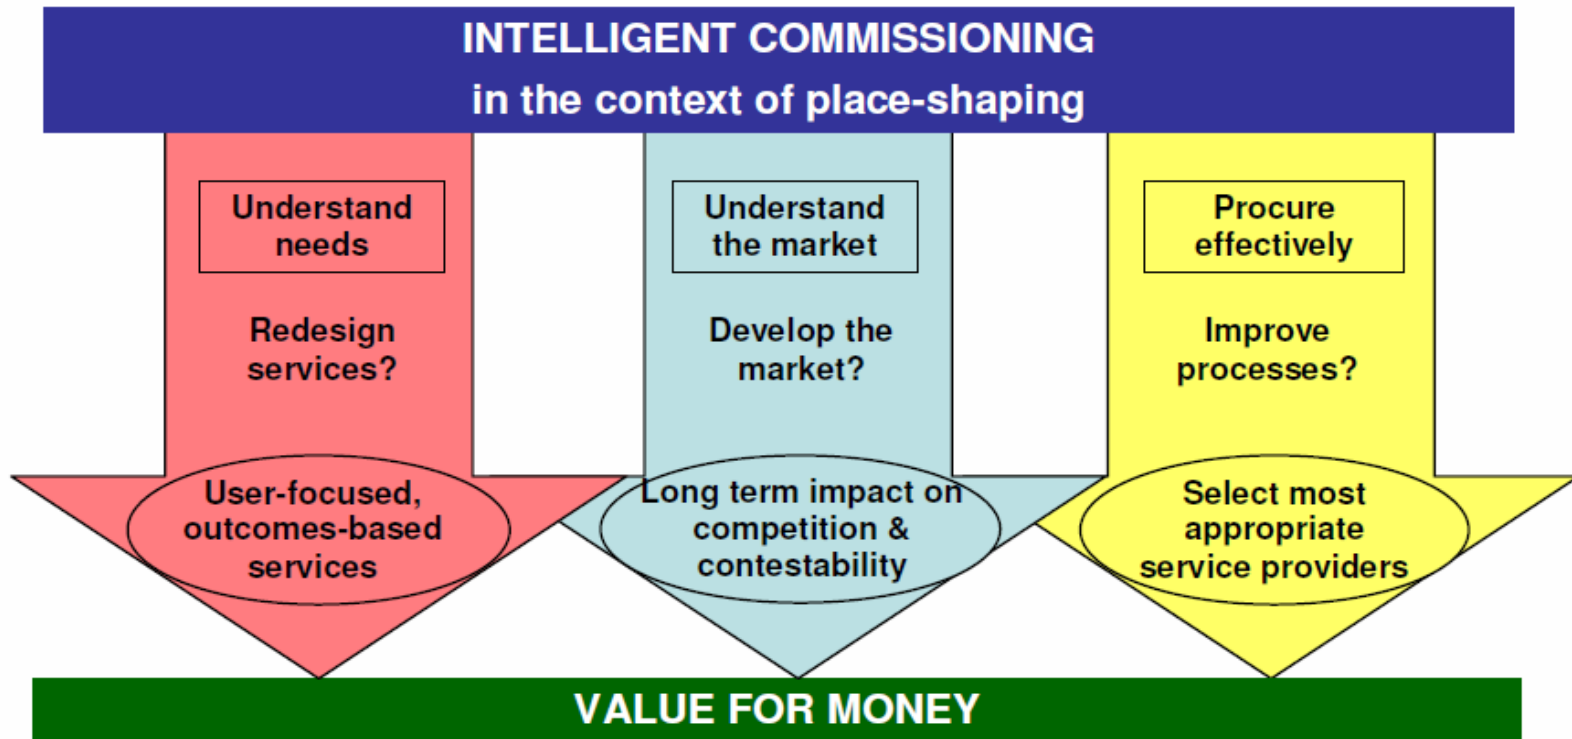 INTELLIGENT COMMISSIONING
in the context of place-shaping
Understand
needs
Redesign
services?
User-focused,
outcomes-based
services
Understand
the market
Develop the
market?
Long term impact on
competition &
contestability
Procure
effectively
Improve
processes?
Select most
appropriate
service providers
VALUE FOR MONEY